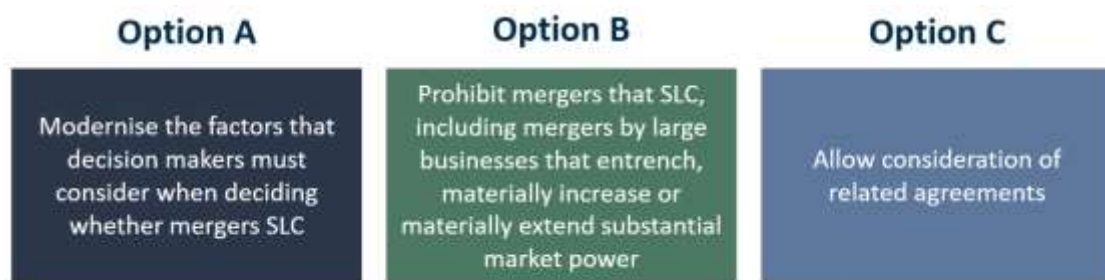 Option A
Option B
Option C
Modernise the factors that
decision makers must
consider when deciding
whether mergers SLC
Prohibit mergers that SLC,
including mergers by large
businesses that entrench,
materially increase or
materially extend substantial
market power
Allow consideration of
related agreements